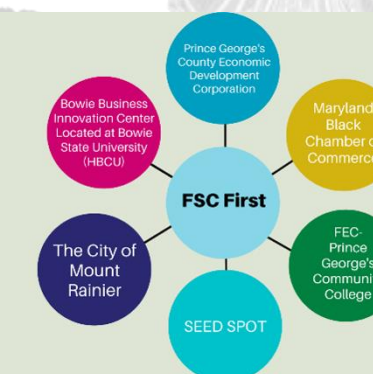 Prince George's
County Economic
Development
Corporation
Bowie Business
Innovation Center
Located at Bowie
State University
(HBCU)
Maryland
Black
Chamber
Commerc
FSC First
The City of
Mount
Rainier
FEC-
Prince
George's
Communi
College
SEED SPOT